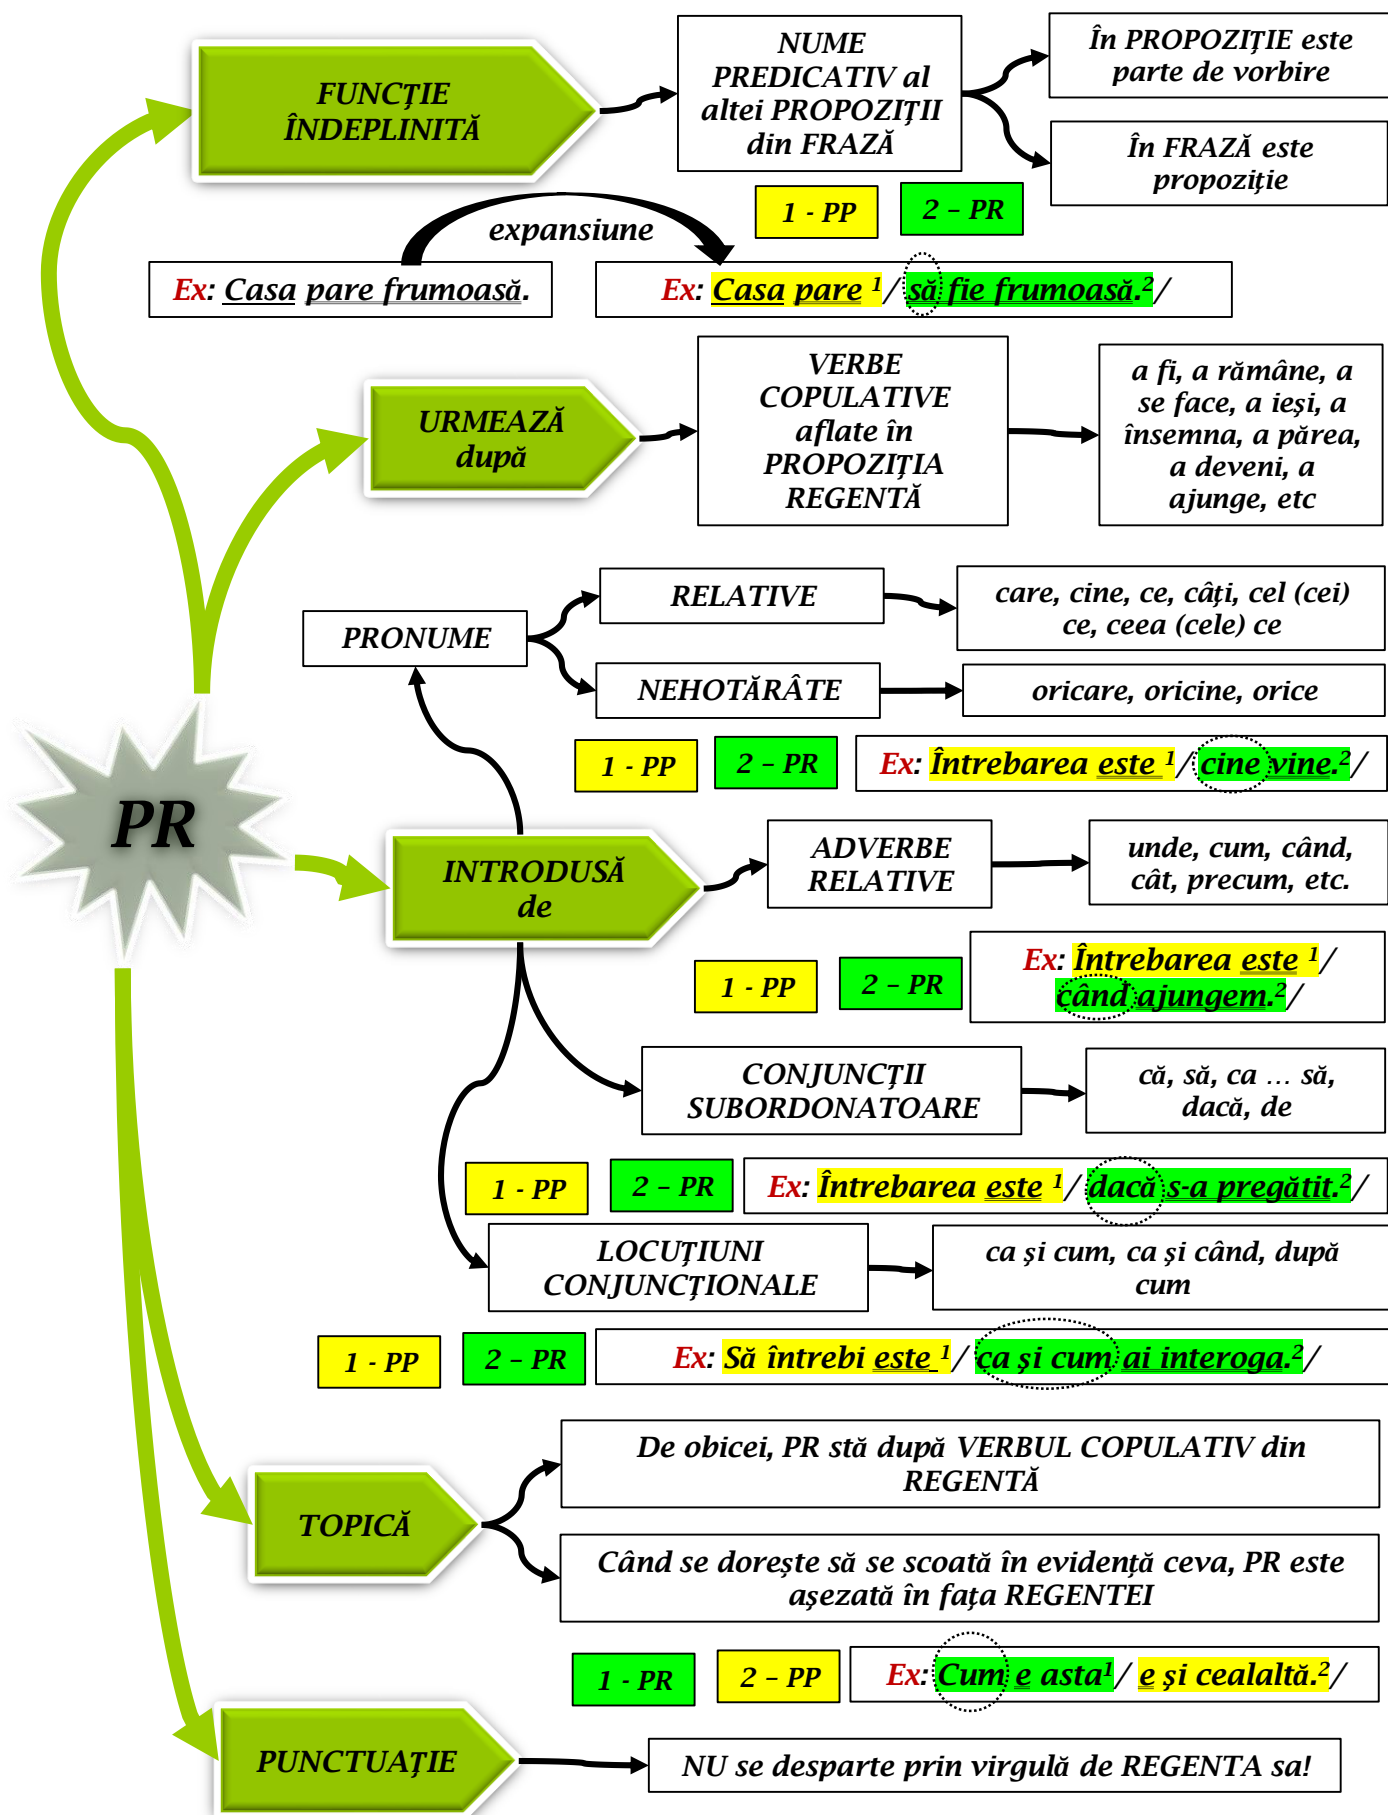 FUNCȚIE
ÎNDEPLINITĂ
NUME
PREDICATIV al
altei PROPOZIȚII
din FRAZĂ
În PROPOZIȚIE este
parte de vorbire
În FRAZĂ este
propoziție
1 - PP
2 – PR
expansiune
Ex: Casa pare frumoasă.
Ex: Casa pare ¹/ să fie frumoasă.²/
URMEAZĂ
după
VERBE
COPULATIVE
aflate în
PROPOZIȚIA
REGENTĂ
a fi, a rămâne, a
se face, a ieși, a
însemna, a părea,
a deveni, a
ajunge, etc
PRONUME
RELATIVE
care, cine, ce, câți, cel (cei)
ce, ceea (cele) ce
NEHOTĂRÂTE
oricare, oricine, orice
1 - PP
2 – PR
Ex: Întrebarea este ¹/ cine vine.²/
PR
INTRODUSĂ
de
ADVERBE
RELATIVE
unde, cum, când,
cât, precum, etc.
1 - PP
2 – PR
Ex: Întrebarea este ¹/
când ajungem.²/
CONJUNCȚII
SUBORDONATOARE
că, să, ca … să,
dacă, de
1 - PP
2 – PR
Ex: Întrebarea este ¹/ dacă s-a pregătit.²/
LOCUȚIUNI
CONJUNCȚIONALE
ca și cum, ca și când, după
cum
1 - PP
2 – PR
Ex: Să întrebi este ¹/ ca și cum ai interoga.²/
TOPICĂ
De obicei, PR stă după VERBUL COPULATIV din
REGENTĂ
Când se dorește să se scoată în evidență ceva, PR este
așezată în fața REGENTEI
1 - PR
2 – PP
Ex: Cum e asta¹/ e și cealaltă.²/
PUNCTUAȚIE
NU se desparte prin virgulă de REGENTA sa!